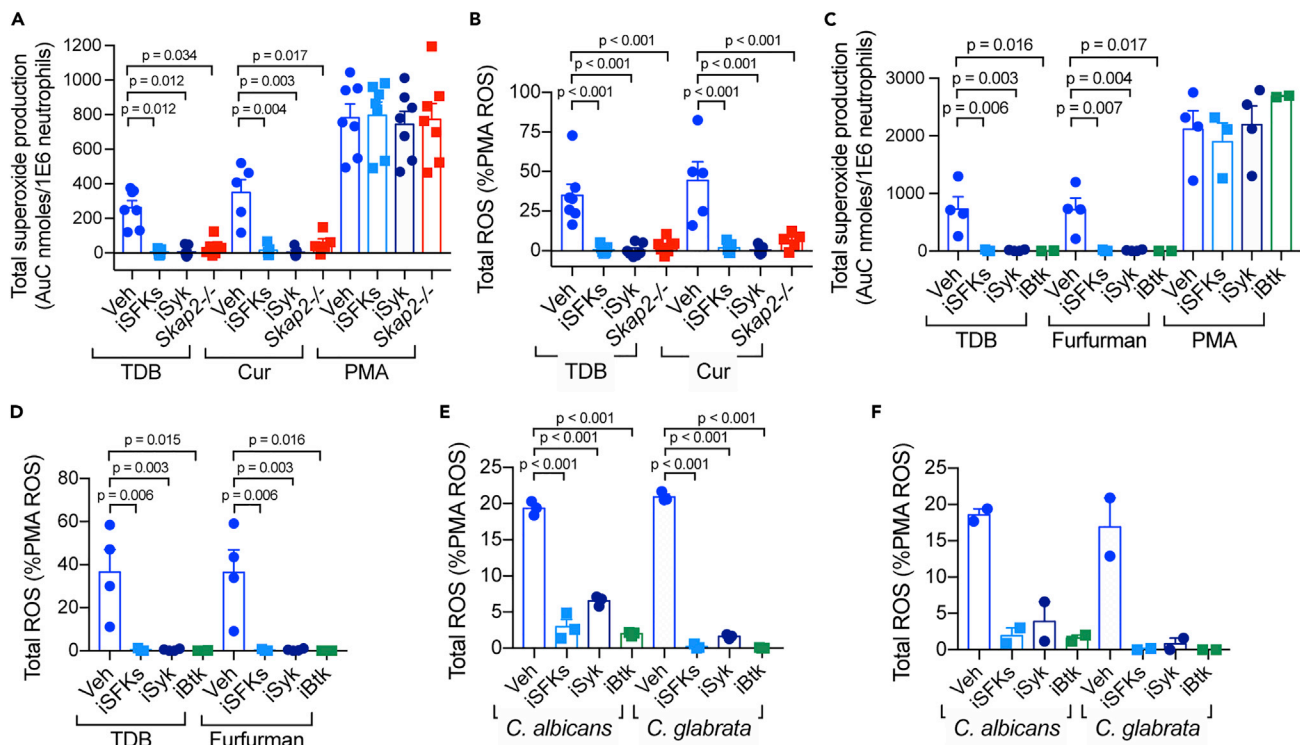 A
Total superoxide production
(AuC nmoles/1E6 neutrophils)
1200
1000
800
600
400
200
0
p = 0.034
p = 0.012
p = 0.012
p = 0.017
p = 0.003
p = 0.004
Veh
iSFKs
iSyk
Skap2-/-
Veh
iSFKs
iSyk
Skap2-/-
Veh
iSFKs
iSyk
Skap2-/-
TDB
Cur
PMA
B
Total ROS (%PMA ROS)
100
75
50
25
0
p < 0.001
p < 0.001
p < 0.001
p < 0.001
p < 0.001
p < 0.001
Veh
iSFKs
iSyk
Skap2-/-
Veh
iSFKs
iSyk
Skap2-/-
TDB
Cur
C
Total superoxide production
(AuC nmoles/1E6 neutrophils)
3000
2000
1000
0
p = 0.016
p = 0.003
p = 0.006
p = 0.017
p = 0.004
p = 0.007
Veh
iSFKs
iSyk
iBtk
Veh
iSFKs
iSyk
iBtk
Veh
iSFKs
iSyk
iBtk
TDB
Furfurman
PMA
D
Total ROS (%PMA ROS)
80
60
40
20
0
p = 0.015
p = 0.003
p = 0.006
p = 0.016
p = 0.003
p = 0.006
Veh
iSFKs
iSyk
iBtk
Veh
iSFKs
iSyk
iBtk
TDB
Furfurman
E
Total ROS (%PMA ROS)
25
20
15
10
5
0
p < 0.001
p < 0.001
p < 0.001
p < 0.001
p < 0.001
p < 0.001
Veh
iSFKs
iSyk
iBtk
Veh
iSFKs
iSyk
iBtk
C. albicans
C. glabrata
F
Total ROS (%PMA ROS)
25
20
15
10
5
0
Veh
iSFKs
iSyk
iBtk
Veh
iSFKs
iSyk
iBtk
C. albicans
C. glabrata